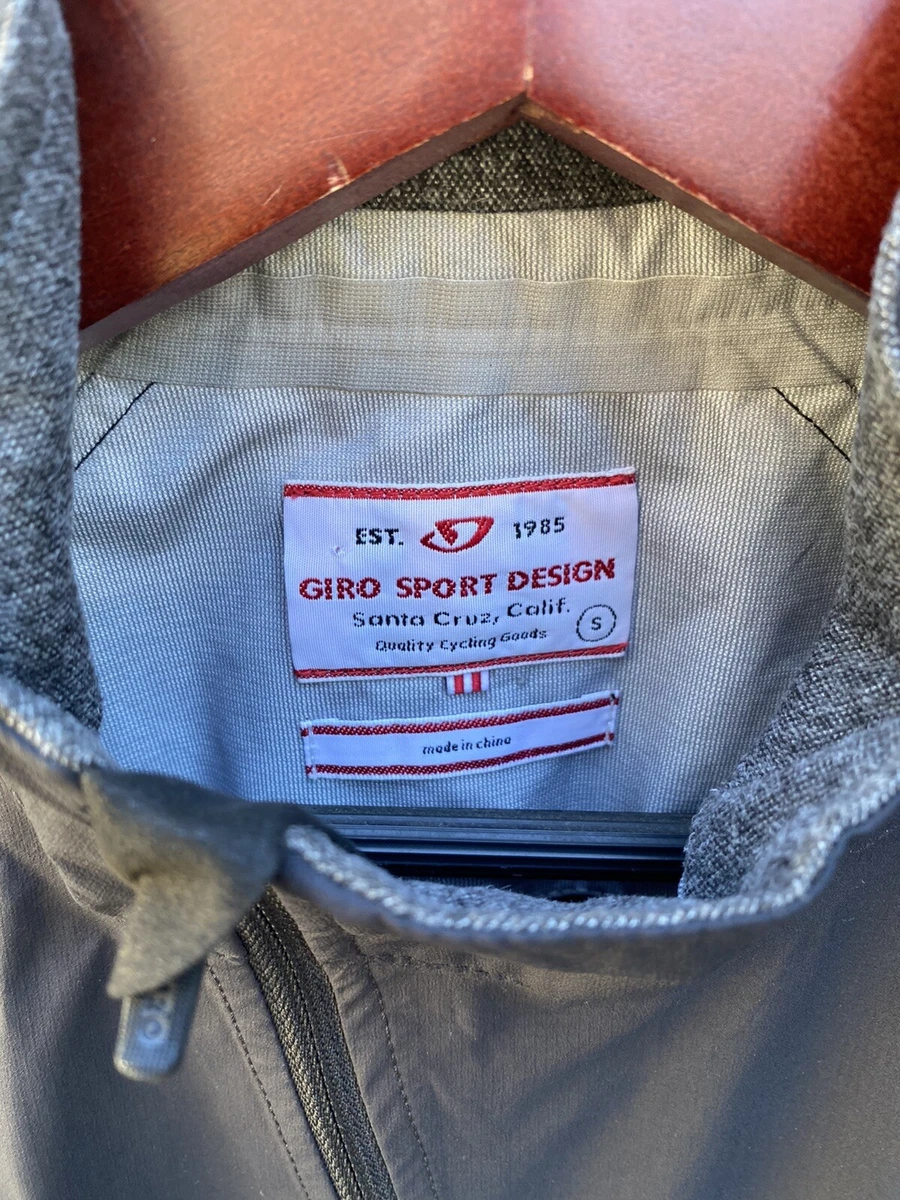 EST. 1985
GIRO SPORT DESIGN
Santa Cruz, Calif.
Quality Cycling Goods
S
made in china